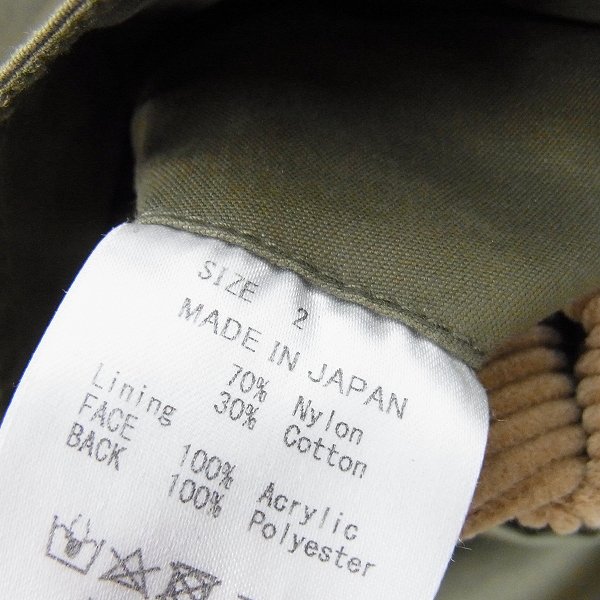 SIZE 2
MADE IN JAPAN
70% Nylon
30% Cotton
Lining
FACE 100% Acrylic
BACK 100% Polyester